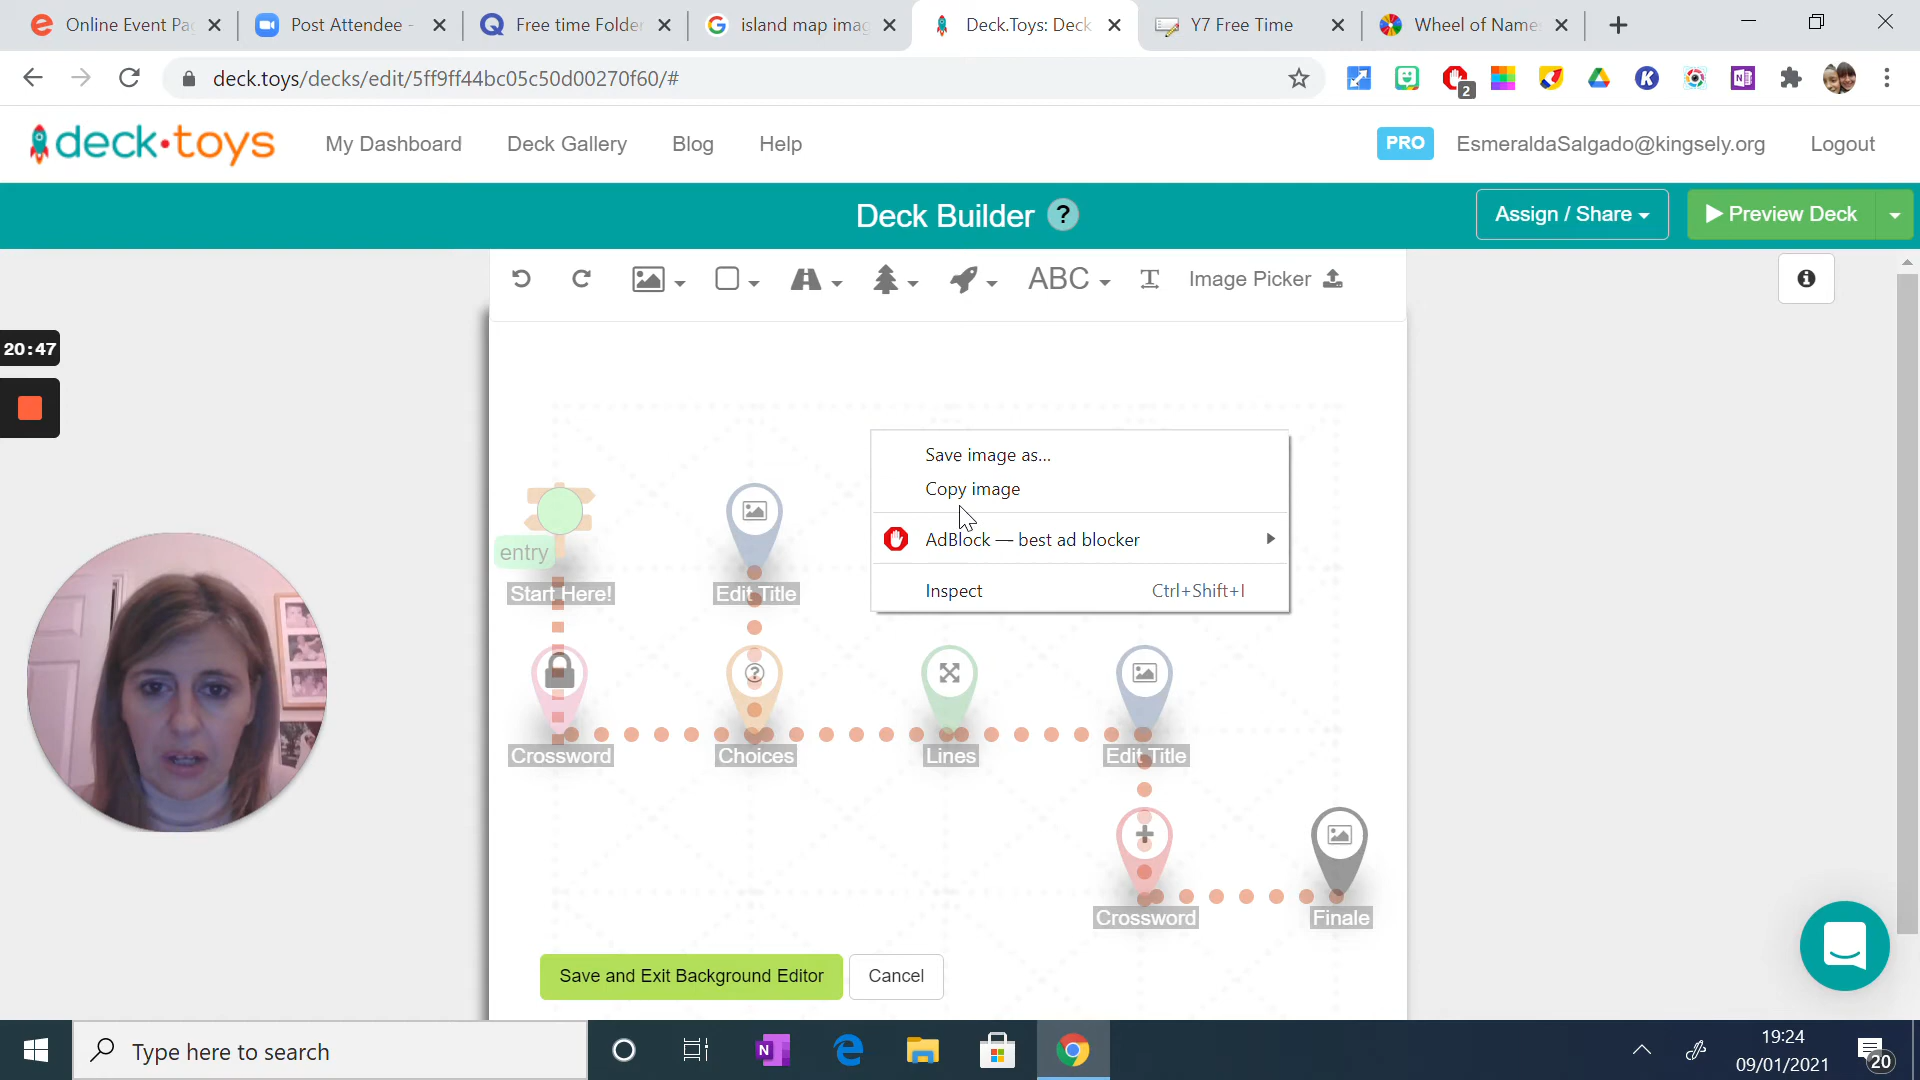 Online Event Pa
Post Attendee -
Free time Folder
island map imag
Deck.Toys: Deck
Y7 Free Time
Wheel of Name
deck.toys/decks/edit/5ff9ff44bc05c50d00270f60/#
2
deck•toys
My Dashboard
Deck Gallery
Blog
Help
PRO
EsmeraldaSalgado@kingsely.org
Logout
Deck Builder ?
Assign / Share
Preview Deck
ABC
T
Image Picker
20:47
Save image as...
Copy image
AdBlock — best ad blocker
Inspect
Ctrl+Shift+I
entry
Start Here!
Edit Title
Crossword
Choices
Lines
Edit Title
Crossword
Finale
Save and Exit Background Editor
Cancel
Type here to search
19:24
09/01/2021
20